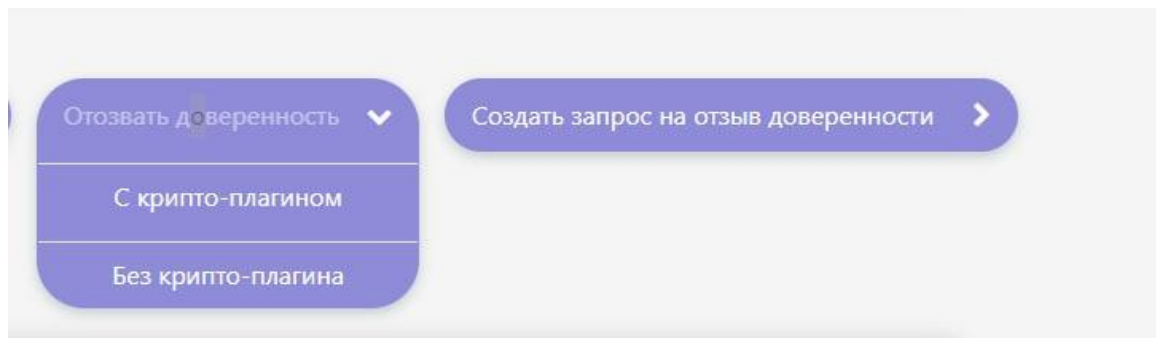 Отозвать доверенность
С крипто-плагином
Без крипто-плагина
Создать запрос на отзыв доверенности